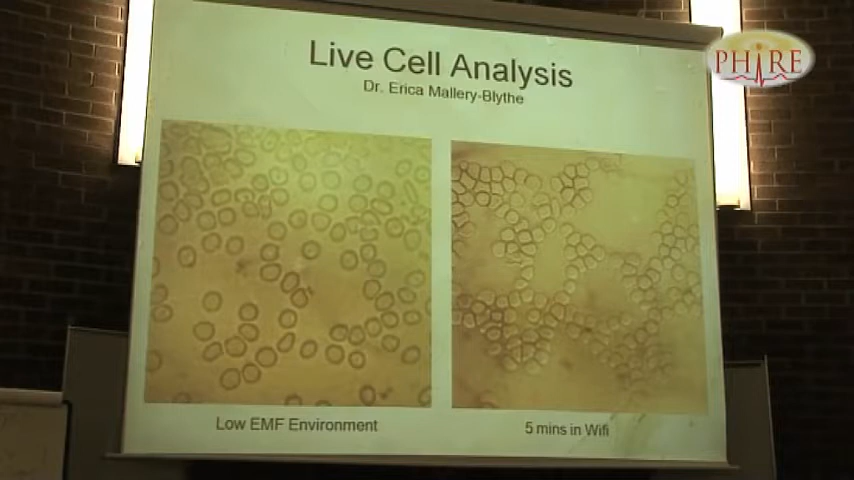 PHIRE
Live Cell Analysis
Dr. Erica Mallery-Blythe
Low EMF Environment
5 mins in Wifi